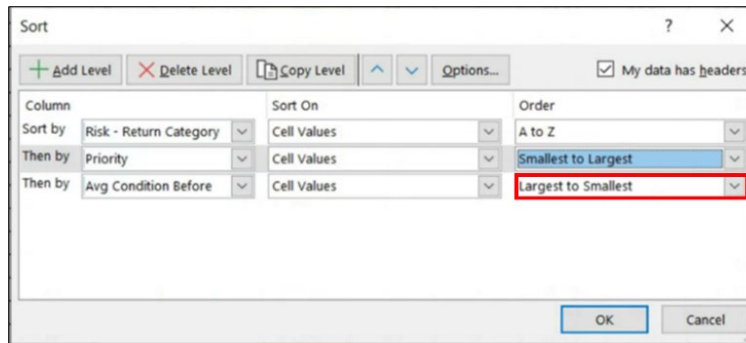 Sort ?
Add Level Delete Level Copy Level Options... My data has headers
Column Sort On Order
Sort by Risk - Return Category Cell Values A to Z
Then by Priority Cell Values Smallest to Largest
Then by Avg Condition Before Cell Values Largest to Smallest
OK Cancel